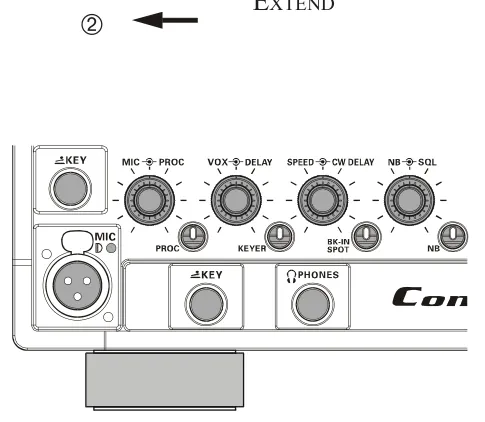 EXTEND
②
KEY
MIC PROC VOX DELAY SPEED CW DELAY NB SQL
MIC
PROC KEYER BK-IN SPOT NB
KEY PHONES
Con